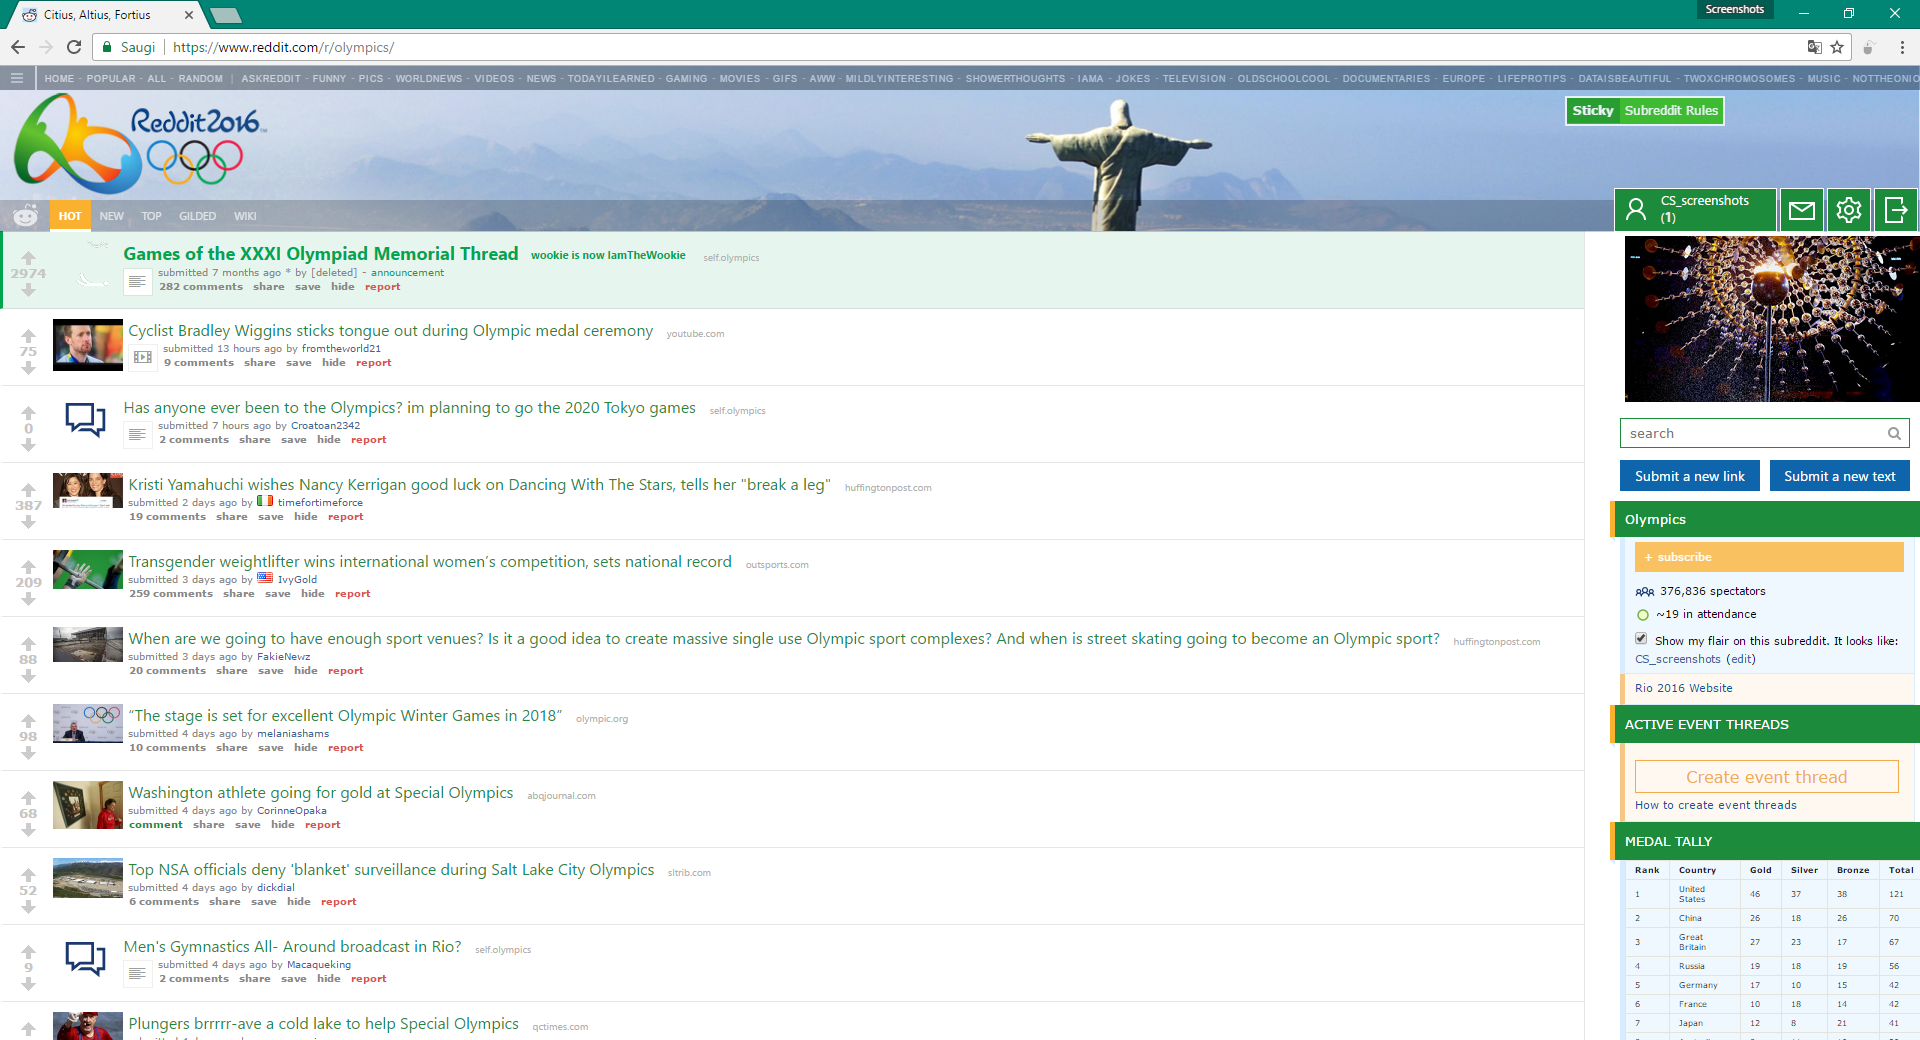 Citius, Altius, Fortius
Screenshots
Saugi https://www.reddit.com/r/olympics/
HOME - POPULAR - ALL - RANDOM | ASKREDDIT - FUNNY - PICS - WORLDNEWS - VIDEOS - NEWS - TODAYILEARNED - GAMING - MOVIES - GIFS - AWW - MILDLYINTERESTING - SHOWERTHOUGHTS - IAMA - JOKES - TELEVISION - OLDSCHOOLCOOL - DOCUMENTARIES - EUROPE - LIFEPROTIPS - DATAISBEAUTIFUL - TWOXCHROMOSOMES - MUSIC - NOTTHEONIO
Reddit2016™
Sticky Subreddit Rules
HOT NEW TOP GILDED WIKI
CS_screenshots
(1)
2974
Games of the XXXI Olympiad Memorial Thread wookie is now IamTheWookie self.olympics
submitted 7 months ago * by [deleted] - announcement
282 comments share save hide report
75
Cyclist Bradley Wiggins sticks tongue out during Olympic medal ceremony youtube.com
submitted 13 hours ago by fromtheworld21
9 comments share save hide report
0
Has anyone ever been to the Olympics? im planning to go the 2020 Tokyo games self.olympics
submitted 7 hours ago by Croatoan2342
2 comments share save hide report
387
Kristi Yamahuchi wishes Nancy Kerrigan good luck on Dancing With The Stars, tells her "break a leg" huffingtonpost.com
submitted 2 days ago by timefortimeforce
19 comments share save hide report
209
Transgender weightlifter wins international women’s competition, sets national record outsports.com
submitted 3 days ago by IvyGold
259 comments share save hide report
88
When are we going to have enough sport venues? Is it a good idea to create massive single use Olympic sport complexes? And when is street skating going to become an Olympic sport? huffingtonpost.com
submitted 3 days ago by FakieNewz
20 comments share save hide report
98
“The stage is set for excellent Olympic Winter Games in 2018” olympic.org
submitted 4 days ago by melaniashams
10 comments share save hide report
68
Washington athlete going for gold at Special Olympics abqjournal.com
submitted 4 days ago by CorinneOpaka
comment share save hide report
52
Top NSA officials deny 'blanket' surveillance during Salt Lake City Olympics sltrib.com
submitted 4 days ago by dickdial
6 comments share save hide report
9
Men's Gymnastics All- Around broadcast in Rio? self.olympics
submitted 4 days ago by Macaqueking
2 comments share save hide report
Plungers brrrrr-ave a cold lake to help Special Olympics qctimes.com
search
Submit a new link Submit a new text
Olympics
+ subscribe
376,836 spectators
~19 in attendance
Show my flair on this subreddit. It looks like:
CS_screenshots (edit)
Rio 2016 Website
ACTIVE EVENT THREADS
Create event thread
How to create event threads
MEDAL TALLY
Rank Country Gold Silver Bronze Total
1 United States 46 37 38 121
2 China 26 18 26 70
3 Great Britain 27 23 17 67
4 Russia 19 18 19 56
5 Germany 17 10 15 42
6 France 10 18 14 42
7 Japan 12 8 21 41